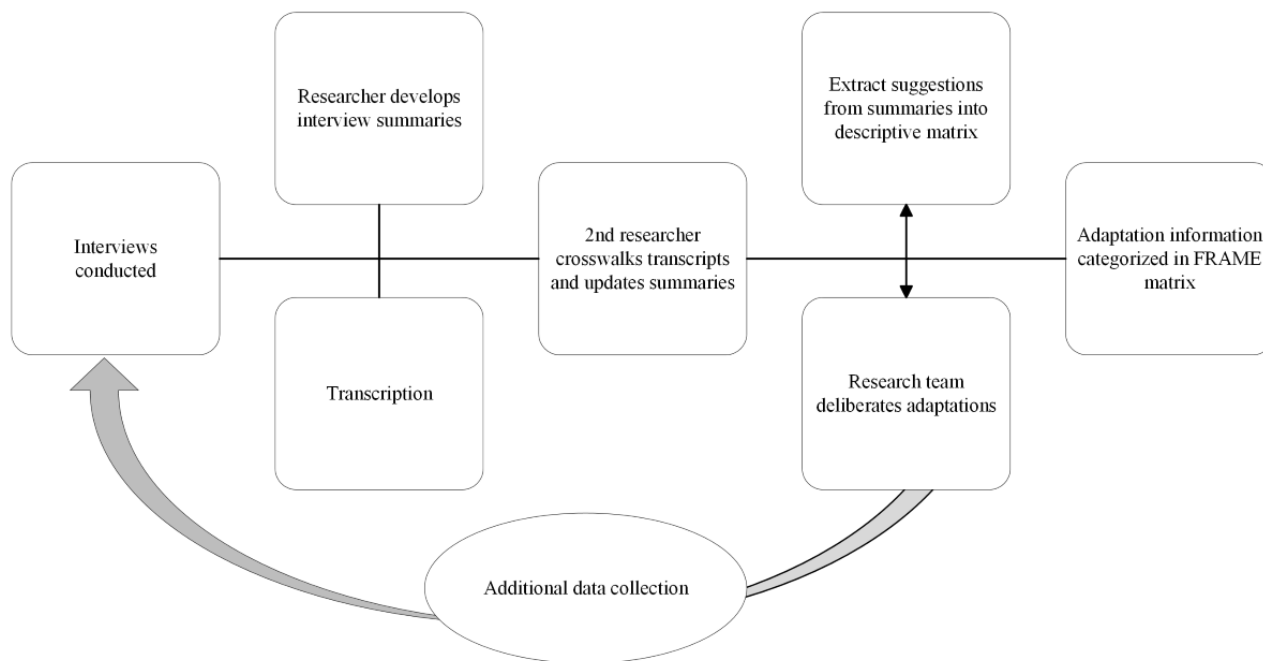 Interviews
conducted
Researcher develops
interview summaries
Transcription
2nd researcher
crosswalks transcripts
and updates summaries
Extract suggestions
from summaries into
descriptive matrix
Research team
deliberates adaptations
Adaptation information
categorized in FRAME
matrix
Additional data collection